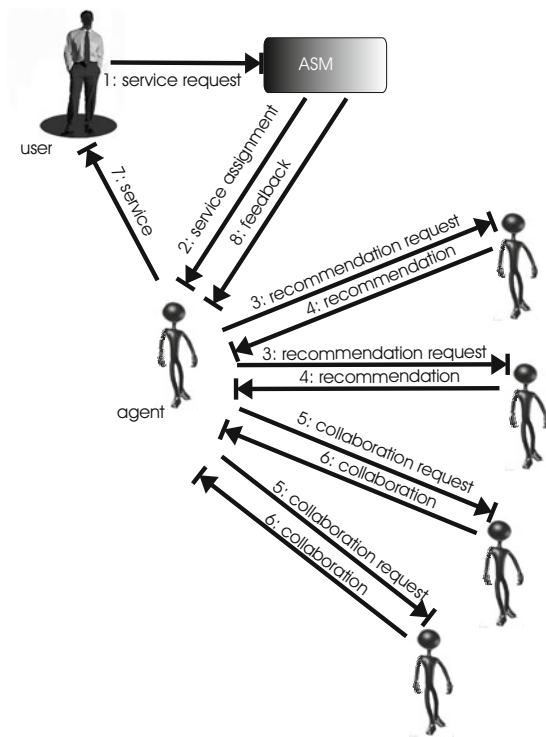 ASM
1: service request
user
7: service
2: service assignment
8: feedback
3: recommendation request
4: recommendation
3: recommendation request
4: recommendation
agent
5: collaboration request
6: collaboration
5: collaboration request
6: collaboration